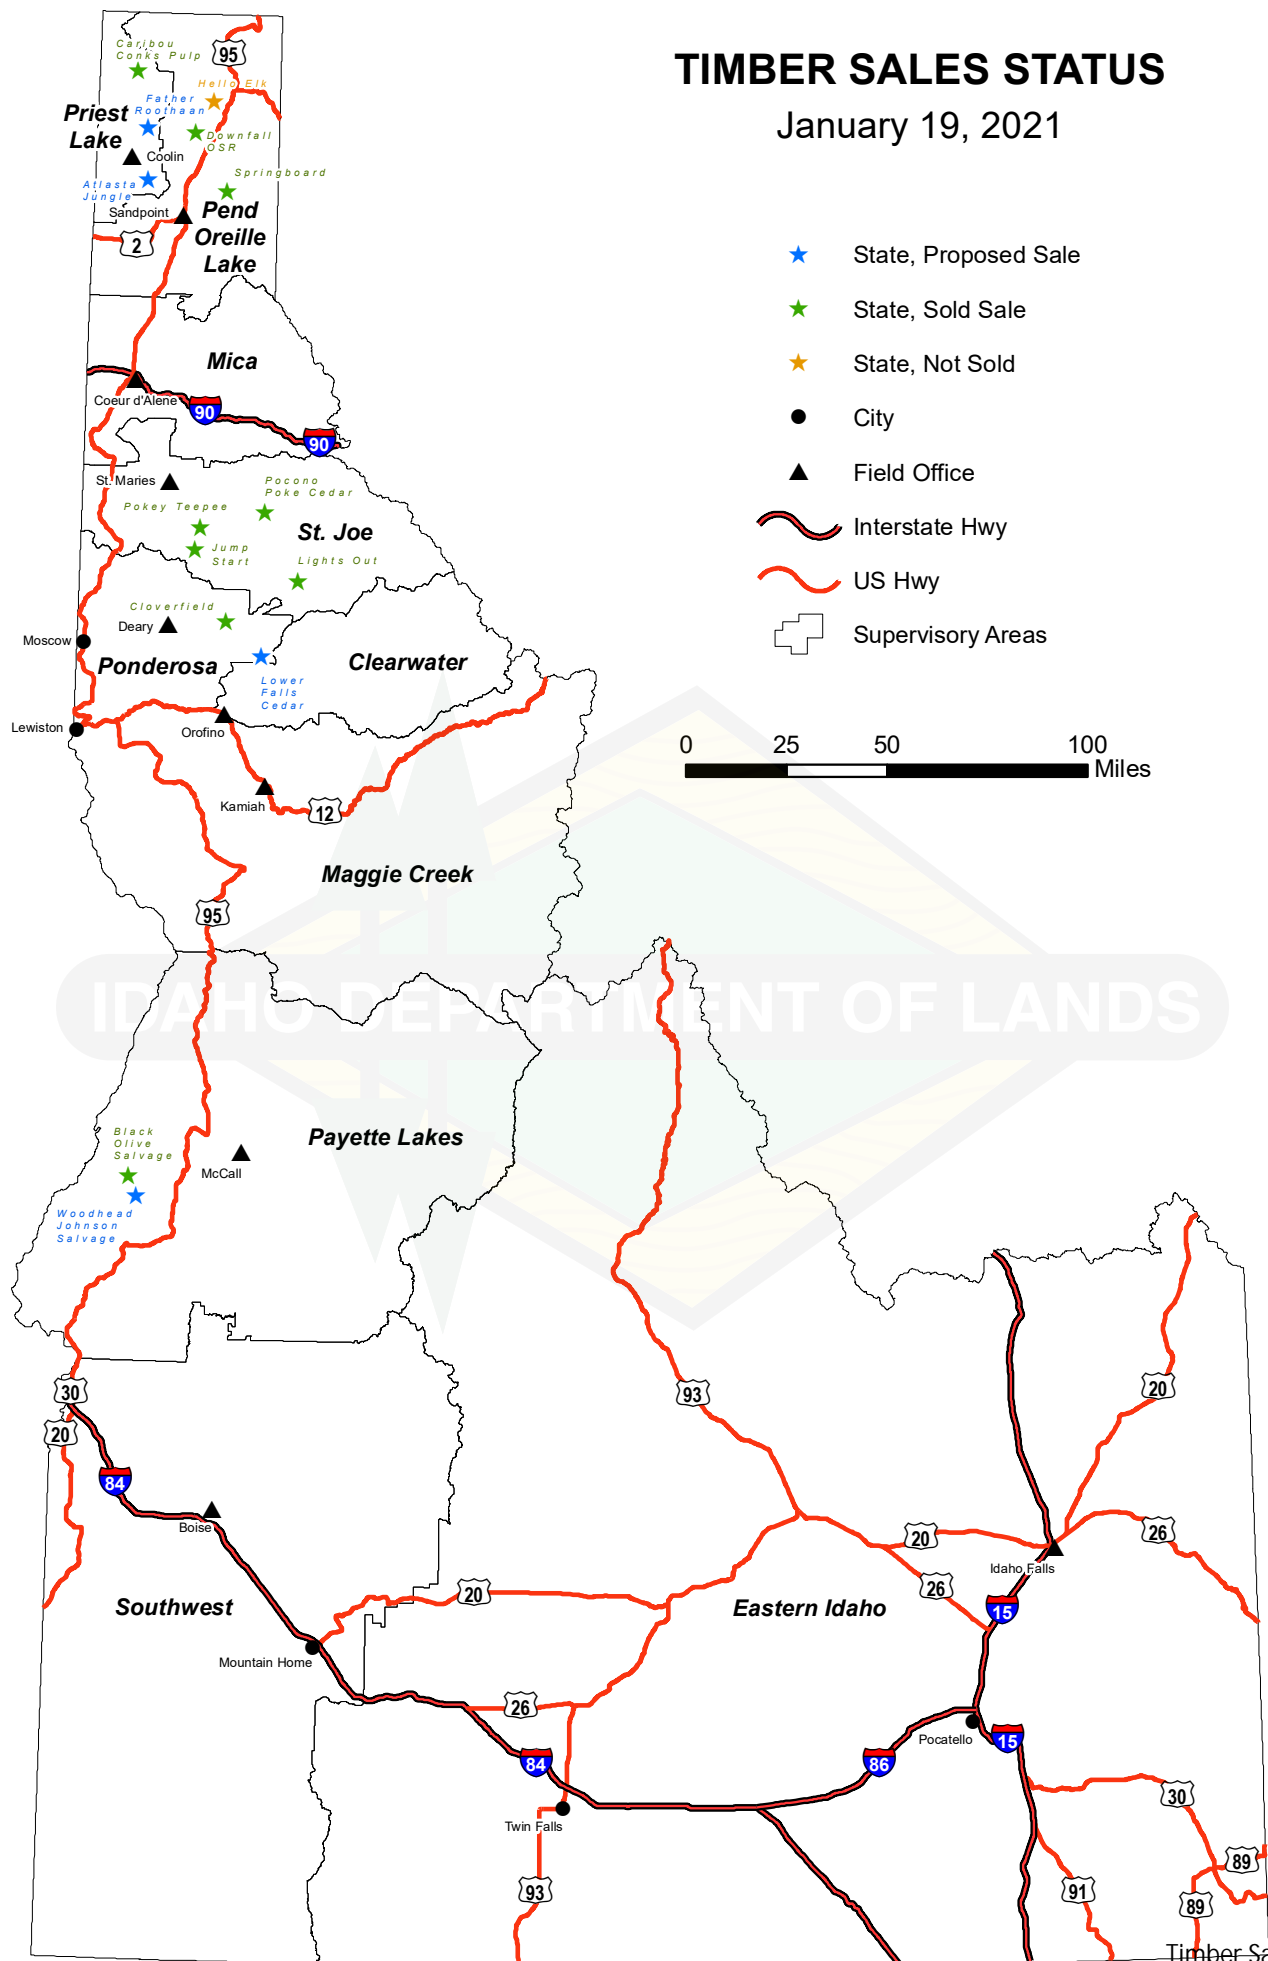 TIMBER SALES STATUS
January 19, 2021
Caribou
Conks Pulp
95
Hello Elk
Father
Roothaan
Priest
Lake
Downfall
OSR
Coolin
Springboard
Atlasta
Jungle
Sandpoint
Pend
Oreille
Lake
2
State, Proposed Sale
State, Sold Sale
State, Not Sold
City
Field Office
Interstate Hwy
US Hwy
Supervisory Areas
Mica
Coeur d'Alene
90
90
St. Maries
Pocono
Poke Cedar
Pokey Teepee
St. Joe
Jump
Start
Lights Out
Cloverfield
Deary
Moscow
Ponderosa
Clearwater
Lower
Falls
Cedar
Lewiston
Orofino
0 25 50 100
Miles
Kamiah
12
Maggie Creek
95
IDAHO DEPARTMENT OF LANDS
Black
Olive
Salvage
Payette Lakes
McCall
Woodhead
Johnson
Salvage
30
93
20
20
84
Boise
20
26
Idaho Falls
26
20
Southwest
Eastern Idaho
15
Mountain Home
26
Pocatello
15
84
86
30
Twin Falls
89
93
91
89
Timber Sa